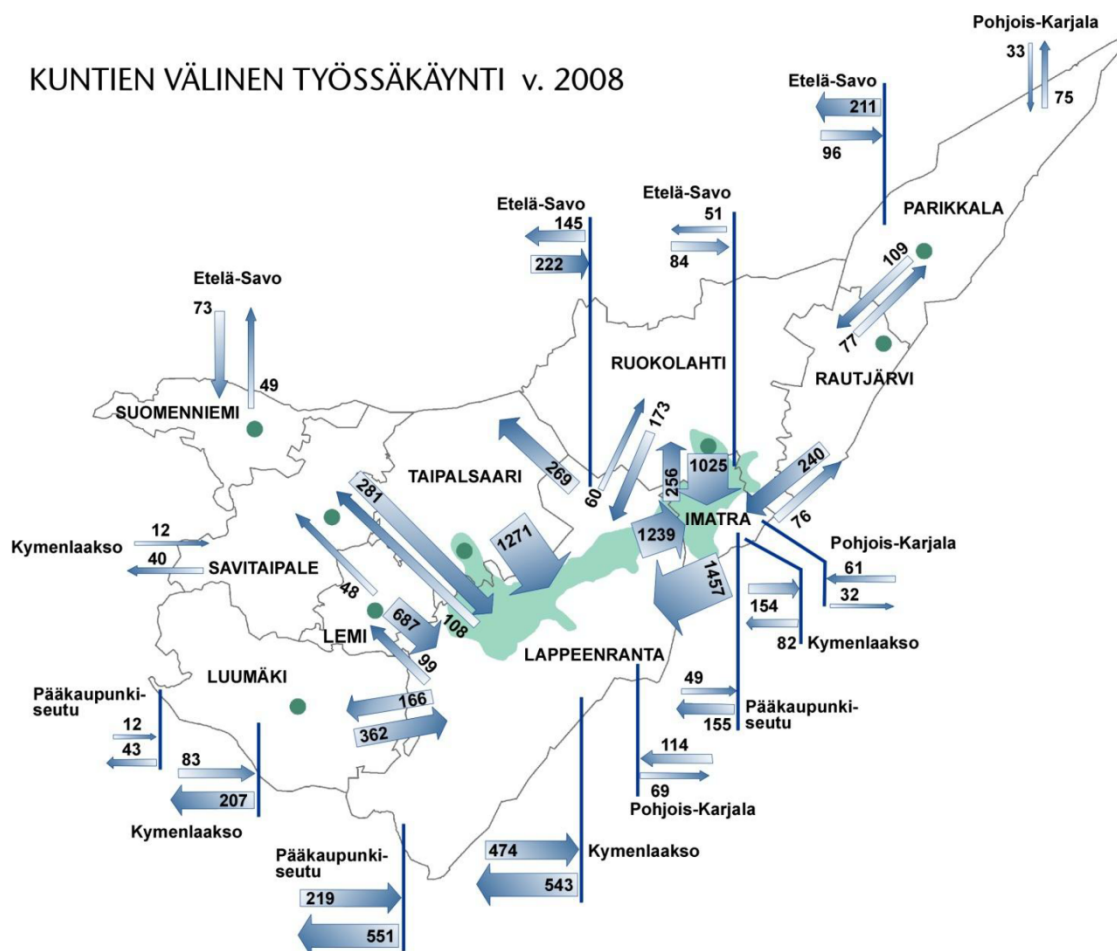 KUNTIEN VÄLINEN TYÖSSÄKÄYNTI v. 2008
Pohjois-Karjala
33
75
Etelä-Savo
211
96
PARIKKALA
109
77
RAUTJÄRVI
Etelä-Savo
145
222
Etelä-Savo
51
84
RUOKOLAHTI
Etelä-Savo
73
49
SUOMENNIEMI
TAIPALSAARI
269
60
173
256
1025
240
76
IMATRA
1239
1457
281
108
1271
12
Kymenlaakso
40
SAVITAIPALE
48
687
LEMI
99
LUUMÄKI
LAPPEENRANTA
166
362
Pohjois-Karjala
61
32
154
82
Kymenlaakso
49
155
Pääkaupunki-
seutu
Pääkaupunki-
seutu
12
43
83
207
Kymenlaakso
114
69
Pohjois-Karjala
474
Kymenlaakso
543
Pääkaupunki-
seutu
219
551